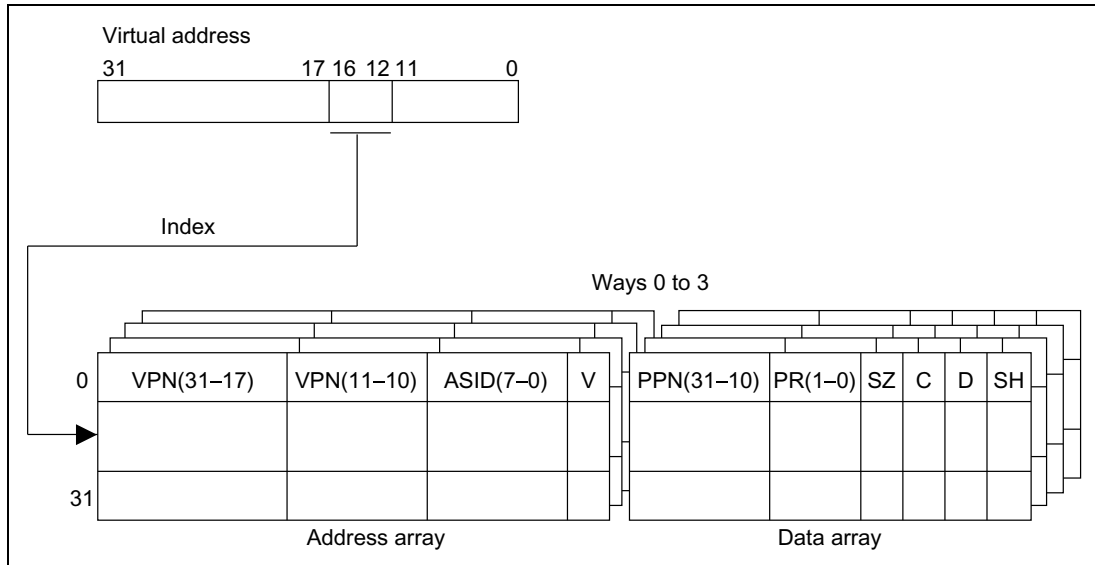 Virtual address
31 17 16 12 11 0
Index
Ways 0 to 3
0 VPN(31–17) VPN(11–10) ASID(7–0) V PPN(31–10) PR(1–0) SZ C D SH
31
Address array Data array